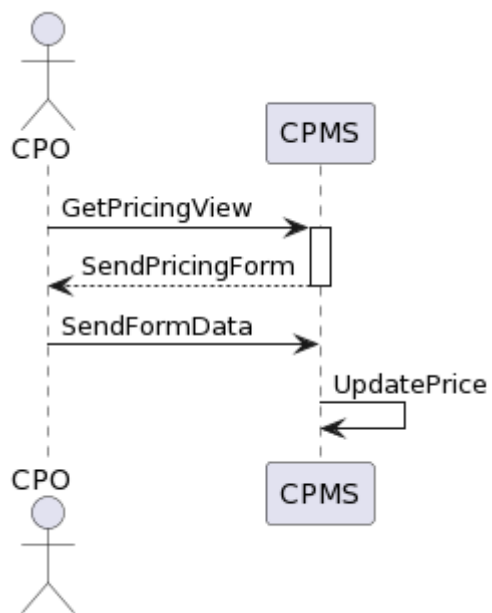 CPO
CPMS
GetPricingView
SendPricingForm
SendFormData
UpdatePrice
CPO
CPMS